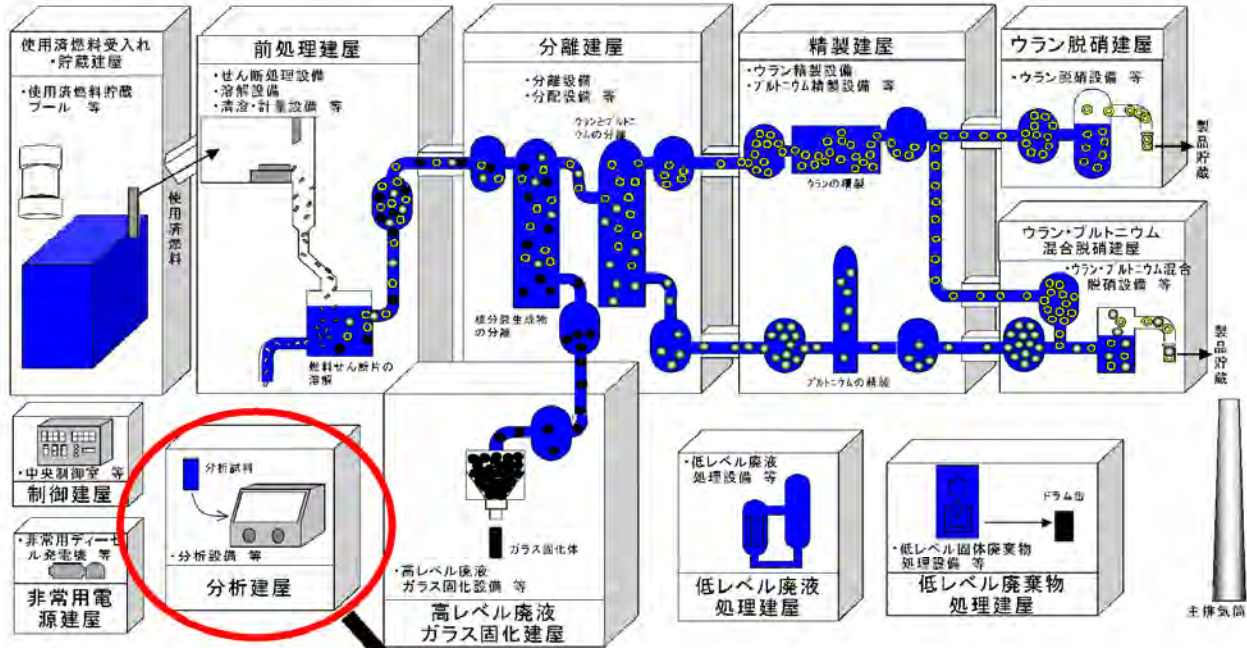 使用済燃料受入れ
・貯蔵建屋
・使用済燃料貯蔵
プール 等
使用済燃料
前処理建屋
・せん断処理設備
・溶解設備
・清澄・計量設備 等
燃料せん断片の
溶解
分離建屋
・分離設備
・分配設備 等
ウランとプルトニ
ウムの分離
核分裂生成物
の分離
精製建屋
・ウラン精製設備
・プルトニウム精製設備 等
ウランの精製
プルトニウムの精製
ウラン脱硝建屋
・ウラン脱硝設備 等
製品貯蔵
ウラン・プルトニウム
混合脱硝建屋
・ウラン・プルトニウム混合
脱硝設備 等
製品貯蔵
・中央制御室 等
制御建屋
・非常用ディーゼ
ル発電機 等
非常用電
源建屋
分析試料
・分析設備 等
分析建屋
ガラス固化体
・高レベル廃液
ガラス固化設備 等
高レベル廃液
ガラス固化建屋
・低レベル廃液
処理設備 等
低レベル廃液
処理建屋
ドラム缶
・低レベル固体廃棄物
処理設備 等
低レベル廃棄物
処理建屋
主排気筒